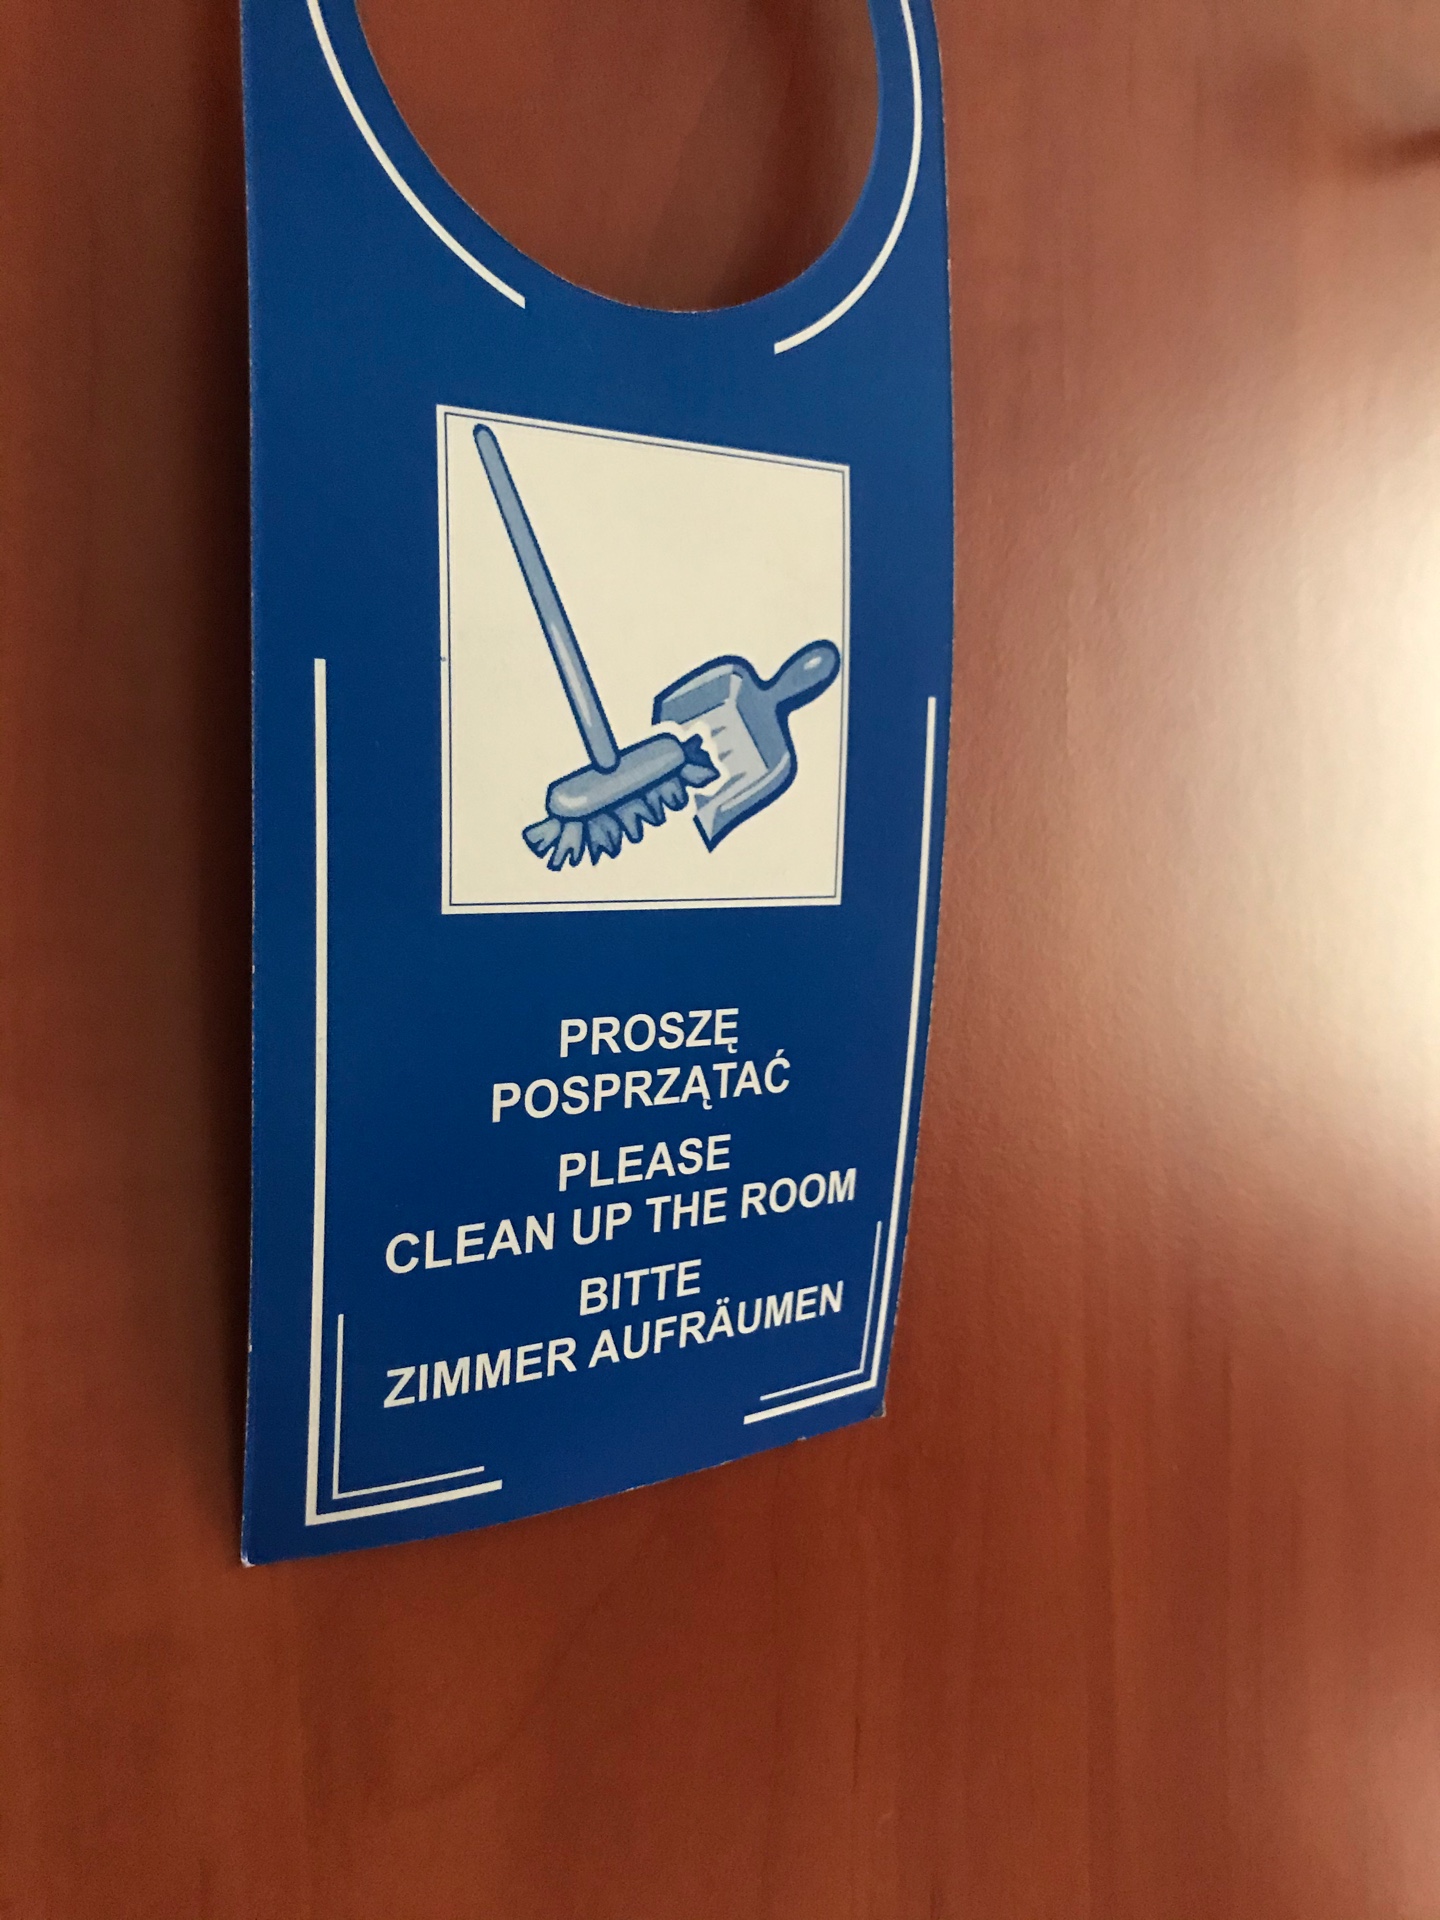 PROSZĘ
POSPRZĄTAĆ
PLEASE
CLEAN UP THE ROOM
BITTE
ZIMMER AUFRÄUMEN